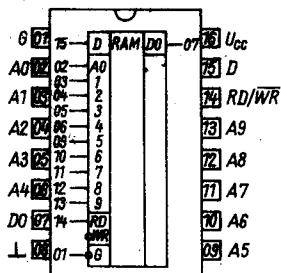 G 01 15 D RAM D0 07 16 Ucc
A0 02 02 A0 15 D
03 1
A1 03 04 2 14 RD/WR
05 3
A2 04 06 4 13 A9
09 5
A3 05 10 6 12 A8
11 7
A4 06 12 8 11 A7
13 9
D0 07 14 RD 10 A6
WR
⊥ 08 01 G 09 A5